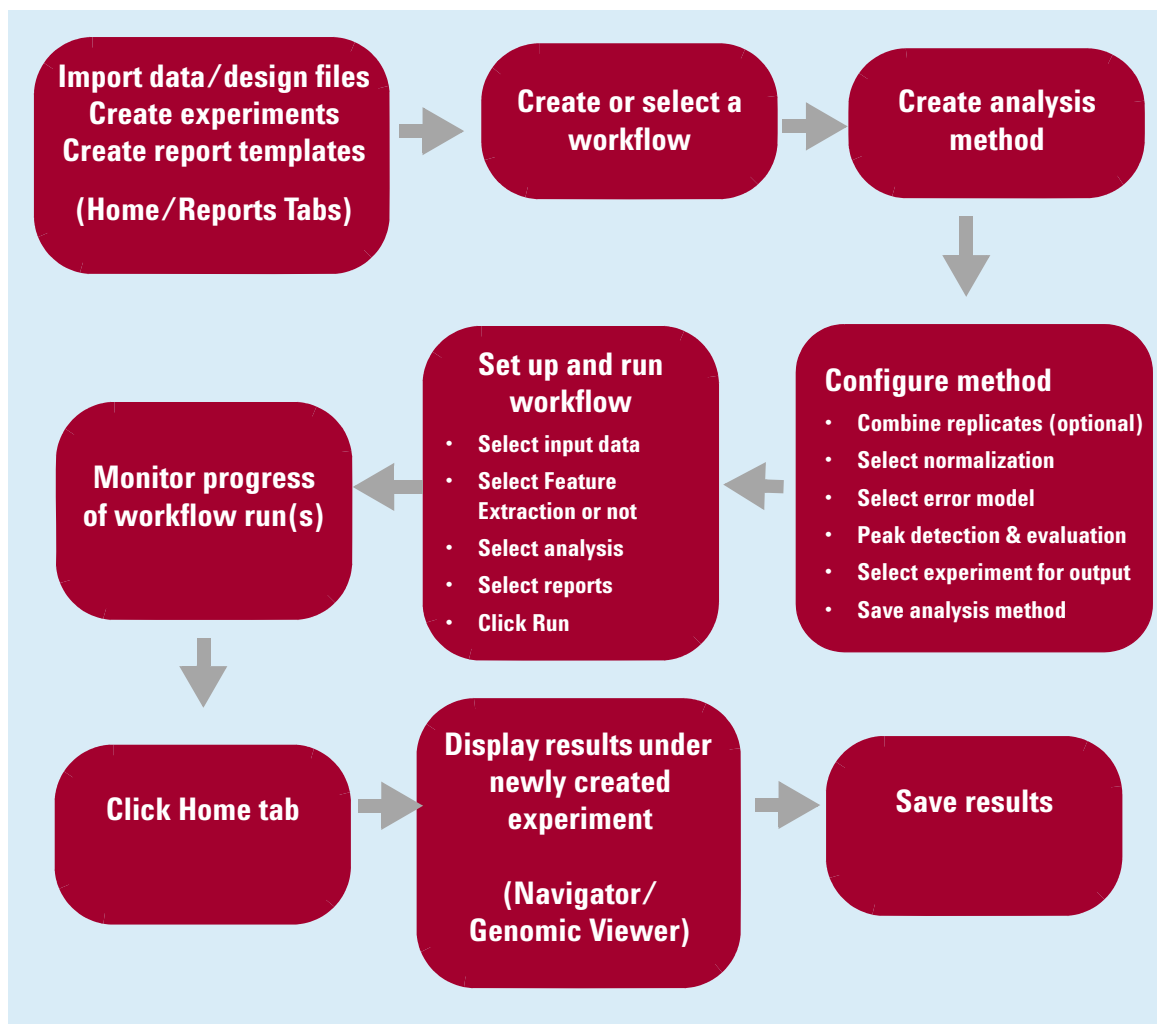 Import data/design files
Create experiments
Create report templates
(Home/Reports Tabs)
Create or select a
workflow
Create analysis
method
Configure method
• Combine replicates (optional)
• Select normalization
• Select error model
• Peak detection & evaluation
• Select experiment for output
• Save analysis method
Set up and run
workflow
• Select input data
• Select Feature
Extraction or not
• Select analysis
• Select reports
• Click Run
Monitor progress
of workflow run(s)
Click Home tab
Display results under
newly created
experiment
(Navigator/
Genomic Viewer)
Save results